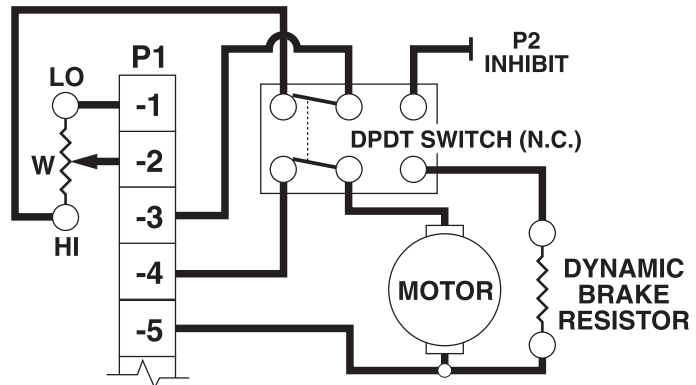 P1
LO
-1
W
-2
-3
HI
-4
-5
P2
INHIBIT
DPDT SWITCH (N.C.)
MOTOR
DYNAMIC
BRAKE
RESISTOR